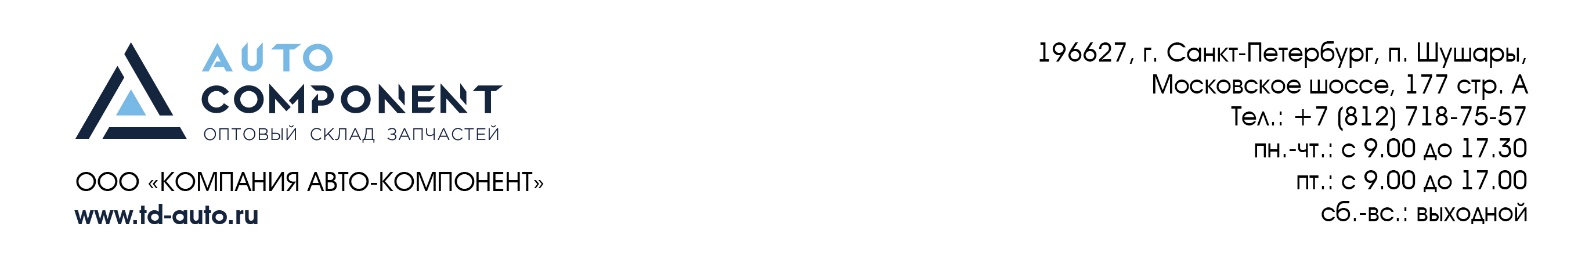 AUTO
COMPONENT
ОПТОВЫЙ СКЛАД ЗАПЧАСТЕЙ
ООО «КОМПАНИЯ АВТО-КОМПОНЕНТ»
www.td-auto.ru
196627, г. Санкт-Петербург, п. Шушары,
Московское шоссе, 177 стр. А
Тел.: +7 (812) 718-75-57
пн.-чт.: с 9.00 до 17.30
пт.: с 9.00 до 17.00
сб.-вс.: выходной